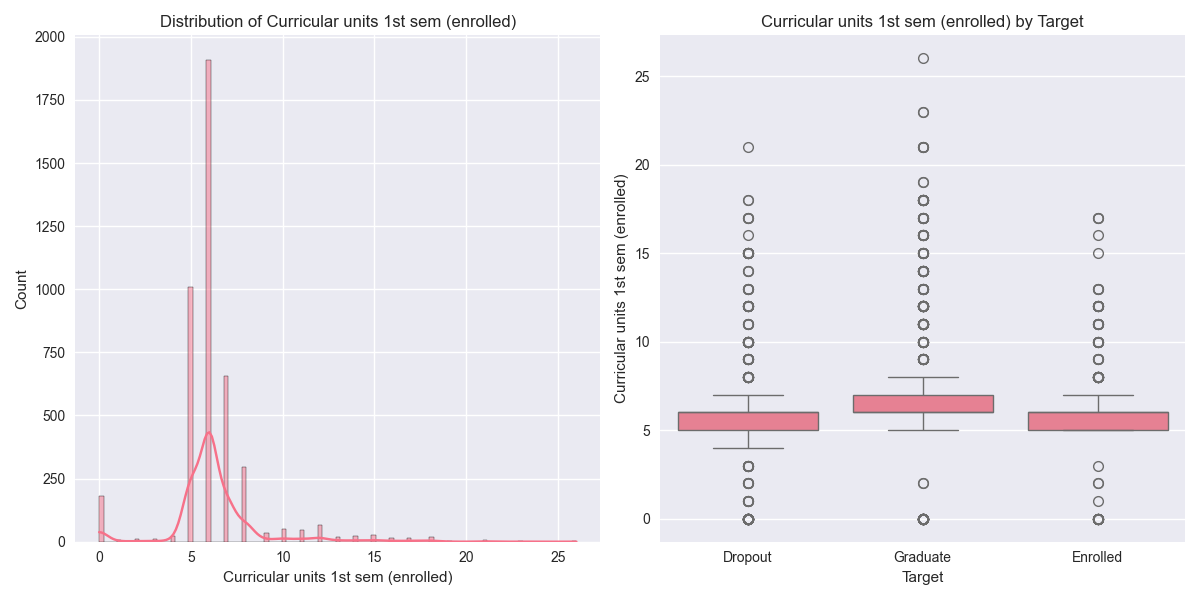 Distribution of Curricular units 1st sem (enrolled)
2000
1750
1500
1250
1000
750
500
250
0
Count
0 5 10 15 20 25
Curricular units 1st sem (enrolled)
Curricular units 1st sem (enrolled) by Target
25
20
15
10
5
0
Curricular units 1st sem (enrolled)
Dropout Graduate Enrolled
Target